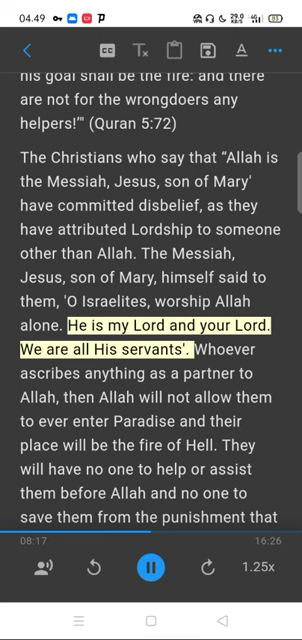 04.49
29.0
KB/S
4G
61
CC
A
his goal shall be the fire: and there
are not for the wrongdoers any
helpers!'" (Quran 5:72)
The Christians who say that “Allah is
the Messiah, Jesus, son of Mary'
have committed disbelief, as they
have attributed Lordship to someone
other than Allah. The Messiah,
Jesus, son of Mary, himself said to
them, 'O Israelites, worship Allah
alone. He is my Lord and your Lord.
We are all His servants'. Whoever
ascribes anything as a partner to
Allah, then Allah will not allow them
to ever enter Paradise and their
place will be the fire of Hell. They
will have no one to help or assist
them before Allah and no one to
save them from the punishment that
08:17
16:26
1.25x